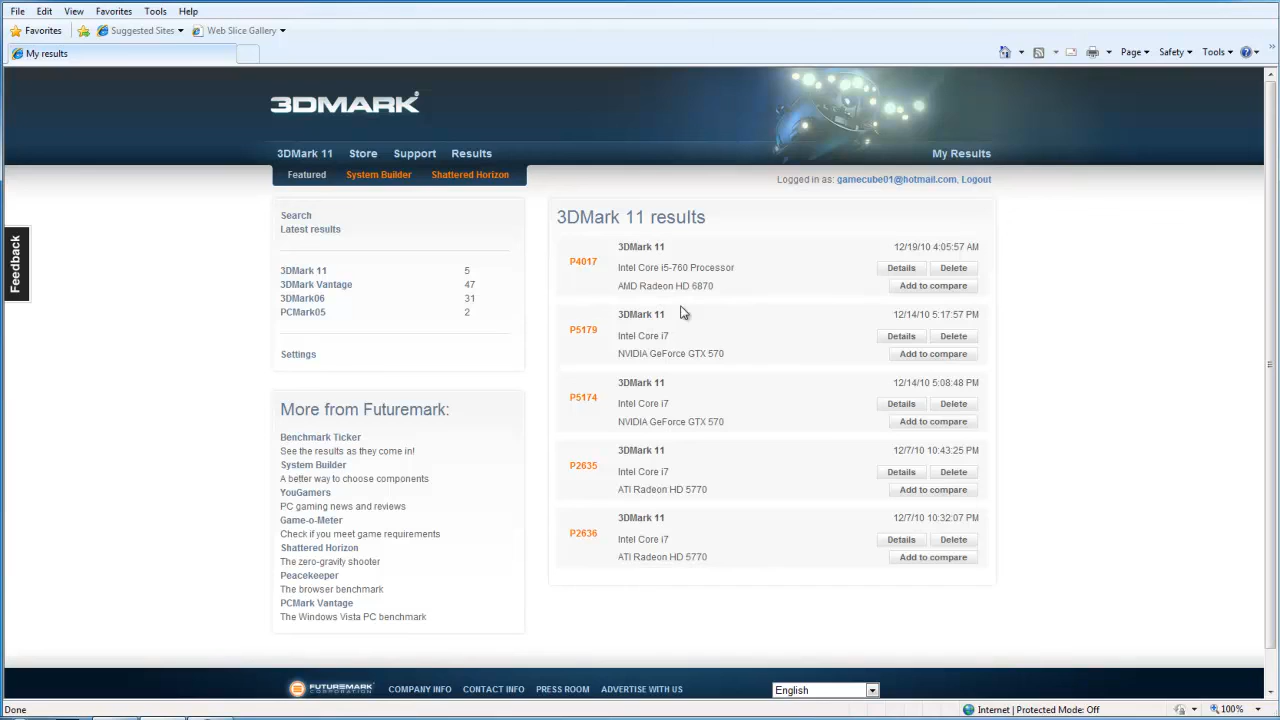 File Edit View Favorites Tools Help
Favorites Suggested Sites Web Slice Gallery
My results
Page Safety Tools
3DMARK
3DMark 11 Store Support Results My Results
Featured System Builder Shattered Horizon
Logged in as: gamecube01@hotmail.com, Logout
Feedback
Search
Latest results
3DMark 11 5
3DMark Vantage 47
3DMark06 31
PCMark05 2
Settings
More from Futuremark:
Benchmark Ticker
See the results as they come in!
System Builder
A better way to choose components
YouGamers
PC gaming news and reviews
Game-o-Meter
Check if you meet game requirements
Shattered Horizon
The zero-gravity shooter
Peacekeeper
The browser benchmark
PCMark Vantage
The Windows Vista PC benchmark
3DMark 11 results
3DMark 11 12/19/10 4:05:57 AM
P4017 Intel Core i5-760 Processor Details Delete
AMD Radeon HD 6870 Add to compare
3DMark 11 12/14/10 5:17:57 PM
P5179 Intel Core i7 Details Delete
NVIDIA GeForce GTX 570 Add to compare
3DMark 11 12/14/10 5:08:48 PM
P5174 Intel Core i7 Details Delete
NVIDIA GeForce GTX 570 Add to compare
3DMark 11 12/7/10 10:43:25 PM
P2635 Intel Core i7 Details Delete
ATI Radeon HD 5770 Add to compare
3DMark 11 12/7/10 10:32:07 PM
P2636 Intel Core i7 Details Delete
ATI Radeon HD 5770 Add to compare
FUTUREMARK CORPORATION COMPANY INFO CONTACT INFO PRESS ROOM ADVERTISE WITH US English
Done Internet | Protected Mode: Off 100%